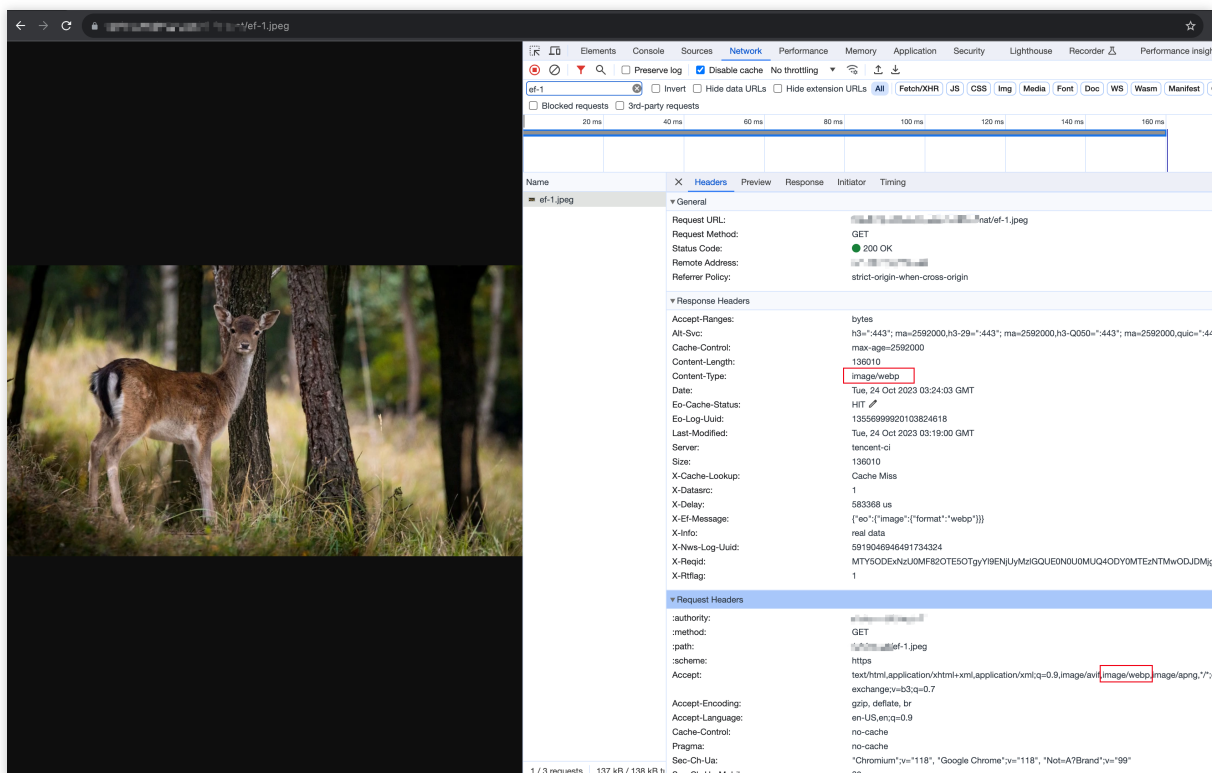 /ef-1.jpeg
Elements Console Sources Network Performance Memory Application Security Lighthouse Recorder Performance insigh
Preserve log Disable cache No throttling
ef-1 Invert Hide data URLs Hide extension URLs All Fetch/XHR JS CSS Img Media Font Doc WS Wasm Manifest
Blocked requests 3rd-party requests
20 ms 40 ms 60 ms 80 ms 100 ms 120 ms 140 ms 160 ms
Name Headers Preview Response Initiator Timing
ef-1.jpeg
General
Request URL: nat/ef-1.jpeg
Request Method: GET
Status Code: 200 OK
Remote Address:
Referrer Policy: strict-origin-when-cross-origin
Response Headers
Accept-Ranges: bytes
Alt-Svc: h3=":443"; ma=2592000,h3-29=":443"; ma=2592000,h3-Q050=":443"; ma=2592000,quic=":44
Cache-Control: max-age=2592000
Content-Length: 136010
Content-Type: image/webp
Date: Tue, 24 Oct 2023 03:24:03 GMT
Eo-Cache-Status: HIT
Eo-Log-Uuid: 13556999920103824618
Last-Modified: Tue, 24 Oct 2023 03:19:00 GMT
Server: tencent-ci
Size: 136010
X-Cache-Lookup: Cache Miss
X-Datasrc: 1
X-Delay: 583368 us
X-Ef-Message: {"eo":{"image":{"format":"webp"}}}
X-Info: real data
X-Nws-Log-Uuid: 5919046946491734324
X-Reqid:
X-Rtflag: 1
Request Headers
:authority:
:method: GET
:path: /ef-1.jpeg
:scheme: https
Accept: text/html,application/xhtml+xml,application/xml;q=0.9,image/avif,image/webp,image/apng,*/*;
exchange;v=b3;q=0.7
Accept-Encoding: gzip, deflate, br
Accept-Language: en-US,en;q=0.9
Cache-Control: no-cache
Pragma: no-cache
Sec-Ch-Ua: "Chromium";v="118", "Google Chrome";v="118", "Not=A?Brand";v="99"
1 / 3 requests 137 kB / 138 kB